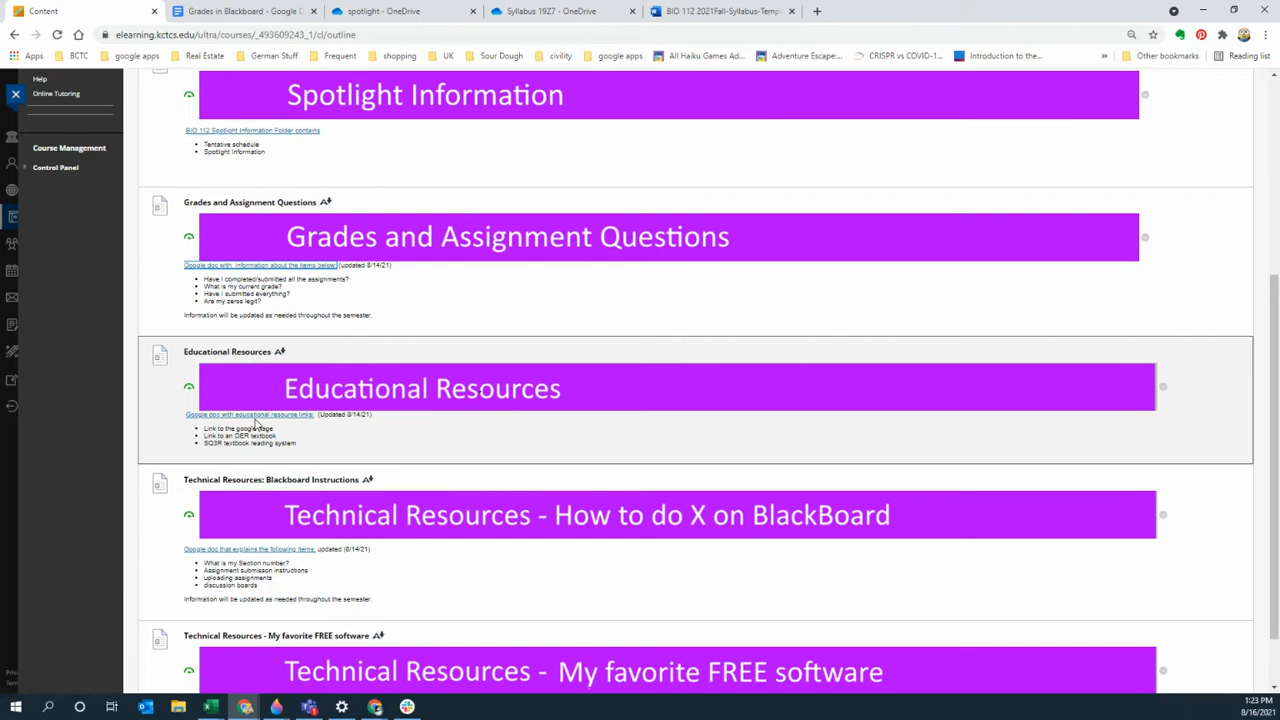 Content
Grades in Blackboard - Google D
spotlight - OneDrive
Syllabus 19Z7 - OneDrive
BIO 112 2021Fall-Syllabus-Temp
elearning.kctcs.edu/ultra/courses/_493609243_1/cl/outline
Apps
BCTC
google apps
Real Estate
German Stuff
Frequent
shopping
UK
Sour Dough
civility
google apps
All Haiku Games Ad...
Adventure Escape:...
CRISPR vs COVID-1...
Introduction to the...
Other bookmarks
Reading list
Help
Online Tutoring
Course Management
Control Panel
Spotlight Information
BIO 112 Spotlight Information Folder contains
Tentative schedule
Spotlight Information
Grades and Assignment Questions
Grades and Assignment Questions
Google doc with information about the items below (updated 8/14/21)
Have I completed/submitted all the assignments?
What is my current grade?
Have I submitted everything?
Are my zeros legit?
Information will be updated as needed throughout the semester.
Educational Resources
Educational Resources
Google doc with educational resource links: (Updated 8/14/21)
Link to the google page
Link to an OER textbook
SQ3R textbook reading system
Technical Resources: Blackboard Instructions
Technical Resources - How to do X on BlackBoard
Google doc that explains the following items: updated (8/14/21)
What is my Section number?
Assignment submisson instructions
uploading assignments
discussion boards
Information will be updated as needed throughout the semester.
Technical Resources - My favorite FREE software
Technical Resources - My favorite FREE software
1:23 PM
8/16/2021